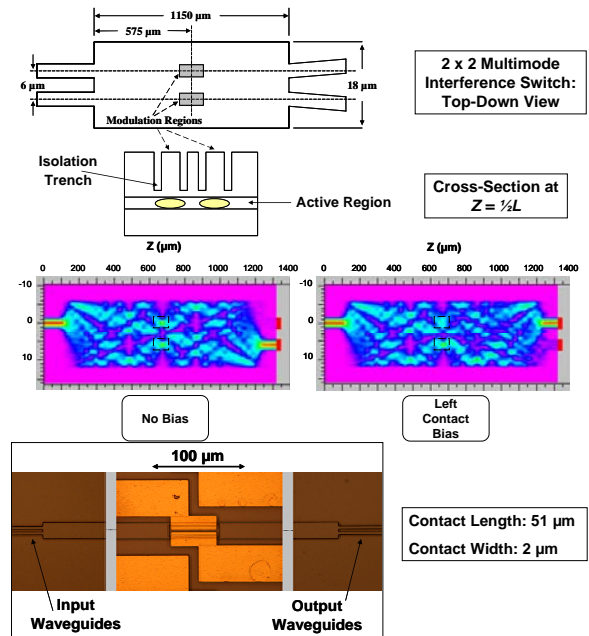 1150 µm
575 µm
6 µm
18 µm
Modulation Regions
2 x 2 Multimode
Interference Switch:
Top-Down View
Isolation
Trench
Active Region
Cross-Section at
Z = ½L
Z (µm)
0 200 400 600 800 1000 1200 1400
-10
0
10
Z (µm)
0 200 400 600 800 1000 1200 1400
No Bias
Left
Contact
Bias
100 µm
Contact Length: 51 µm
Contact Width: 2 µm
Input
Waveguides
Output
Waveguides